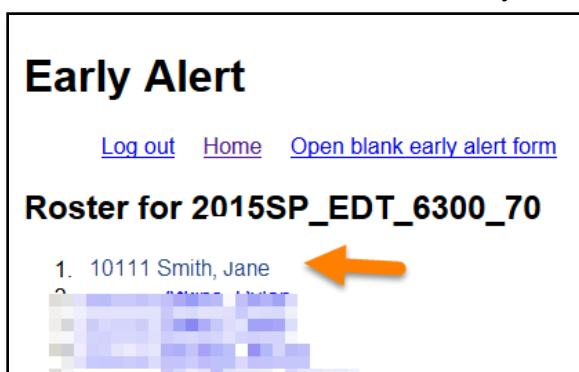 Early Alert
Log out Home Open blank early alert form
Roster for 2015SP_EDT_6300_70
1. 10111 Smith, Jane